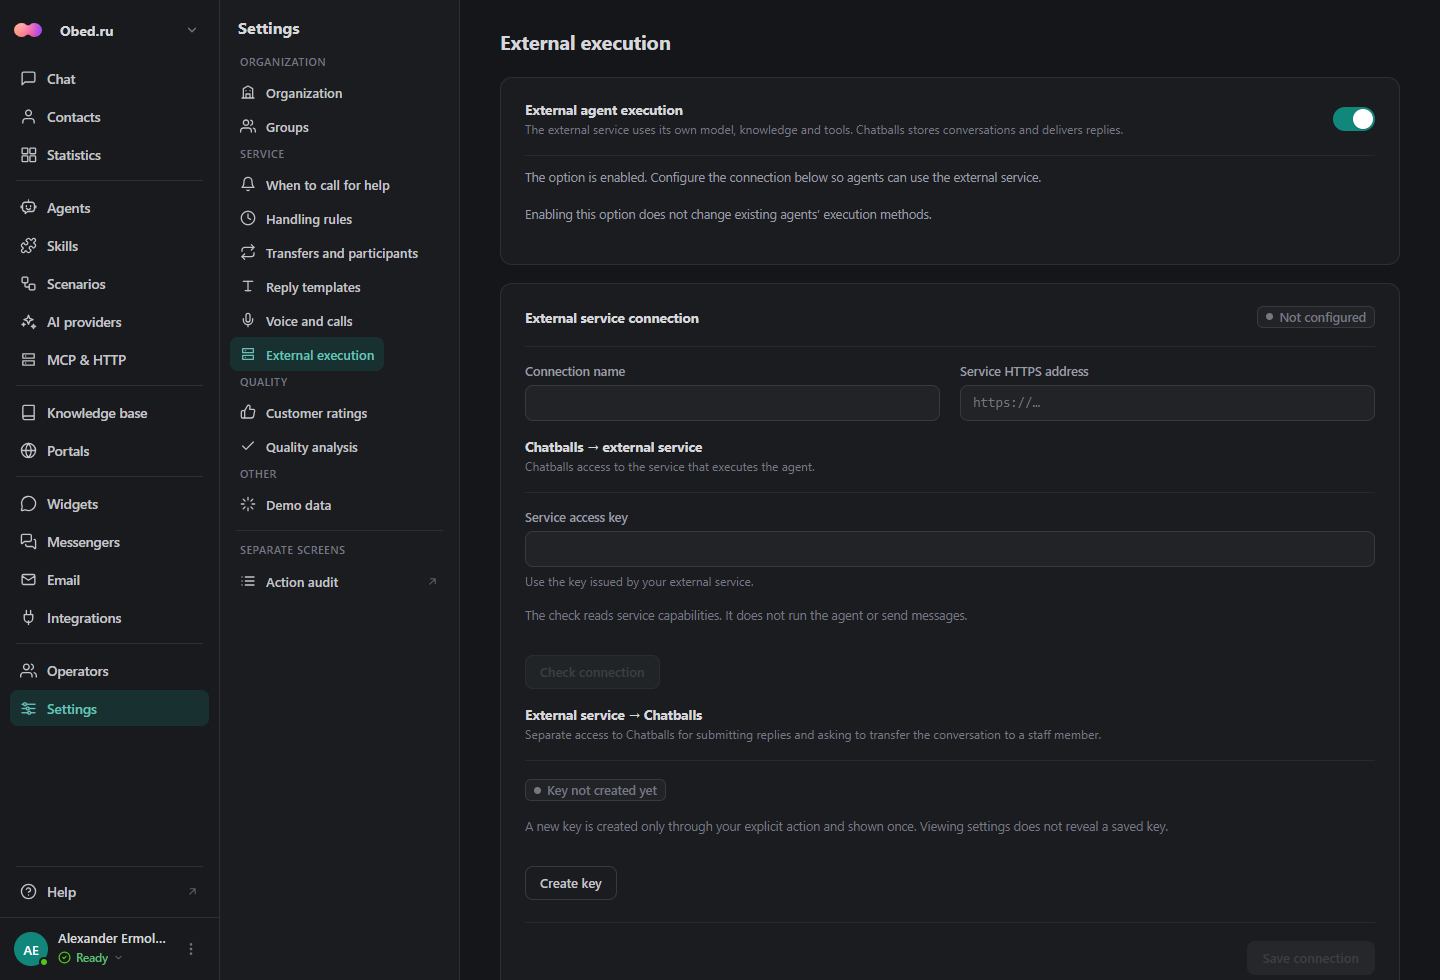 Obed.ru
Chat
Contacts
Statistics
Agents
Skills
Scenarios
AI providers
MCP & HTTP
Knowledge base
Portals
Widgets
Messengers
Email
Integrations
Operators
Settings
Help
AE
Alexander Ermol...
Ready
Settings
ORGANIZATION
Organization
Groups
SERVICE
When to call for help
Handling rules
Transfers and participants
Reply templates
Voice and calls
External execution
QUALITY
Customer ratings
Quality analysis
OTHER
Demo data
SEPARATE SCREENS
Action audit
External execution
External agent execution
The external service uses its own model, knowledge and tools. Chatballs stores conversations and delivers replies.
The option is enabled. Configure the connection below so agents can use the external service.
Enabling this option does not change existing agents' execution methods.
External service connection
Not configured
Connection name
Service HTTPS address
https://…
Chatballs → external service
Chatballs access to the service that executes the agent.
Service access key
Use the key issued by your external service.
The check reads service capabilities. It does not run the agent or send messages.
Check connection
External service → Chatballs
Separate access to Chatballs for submitting replies and asking to transfer the conversation to a staff member.
Key not created yet
A new key is created only through your explicit action and shown once. Viewing settings does not reveal a saved key.
Create key
Save connection